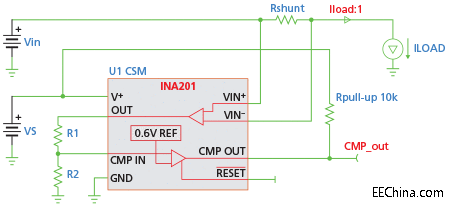 Rshunt
Iload:1
Vin
ILOAD
U1 CSM
INA201
V+
VIN+
OUT
VIN-
Rpull-up 10k
VS
R1
0.6V REF
CMP_out
CMP IN
CMP OUT
R2
GND
RESET
EEChina.com